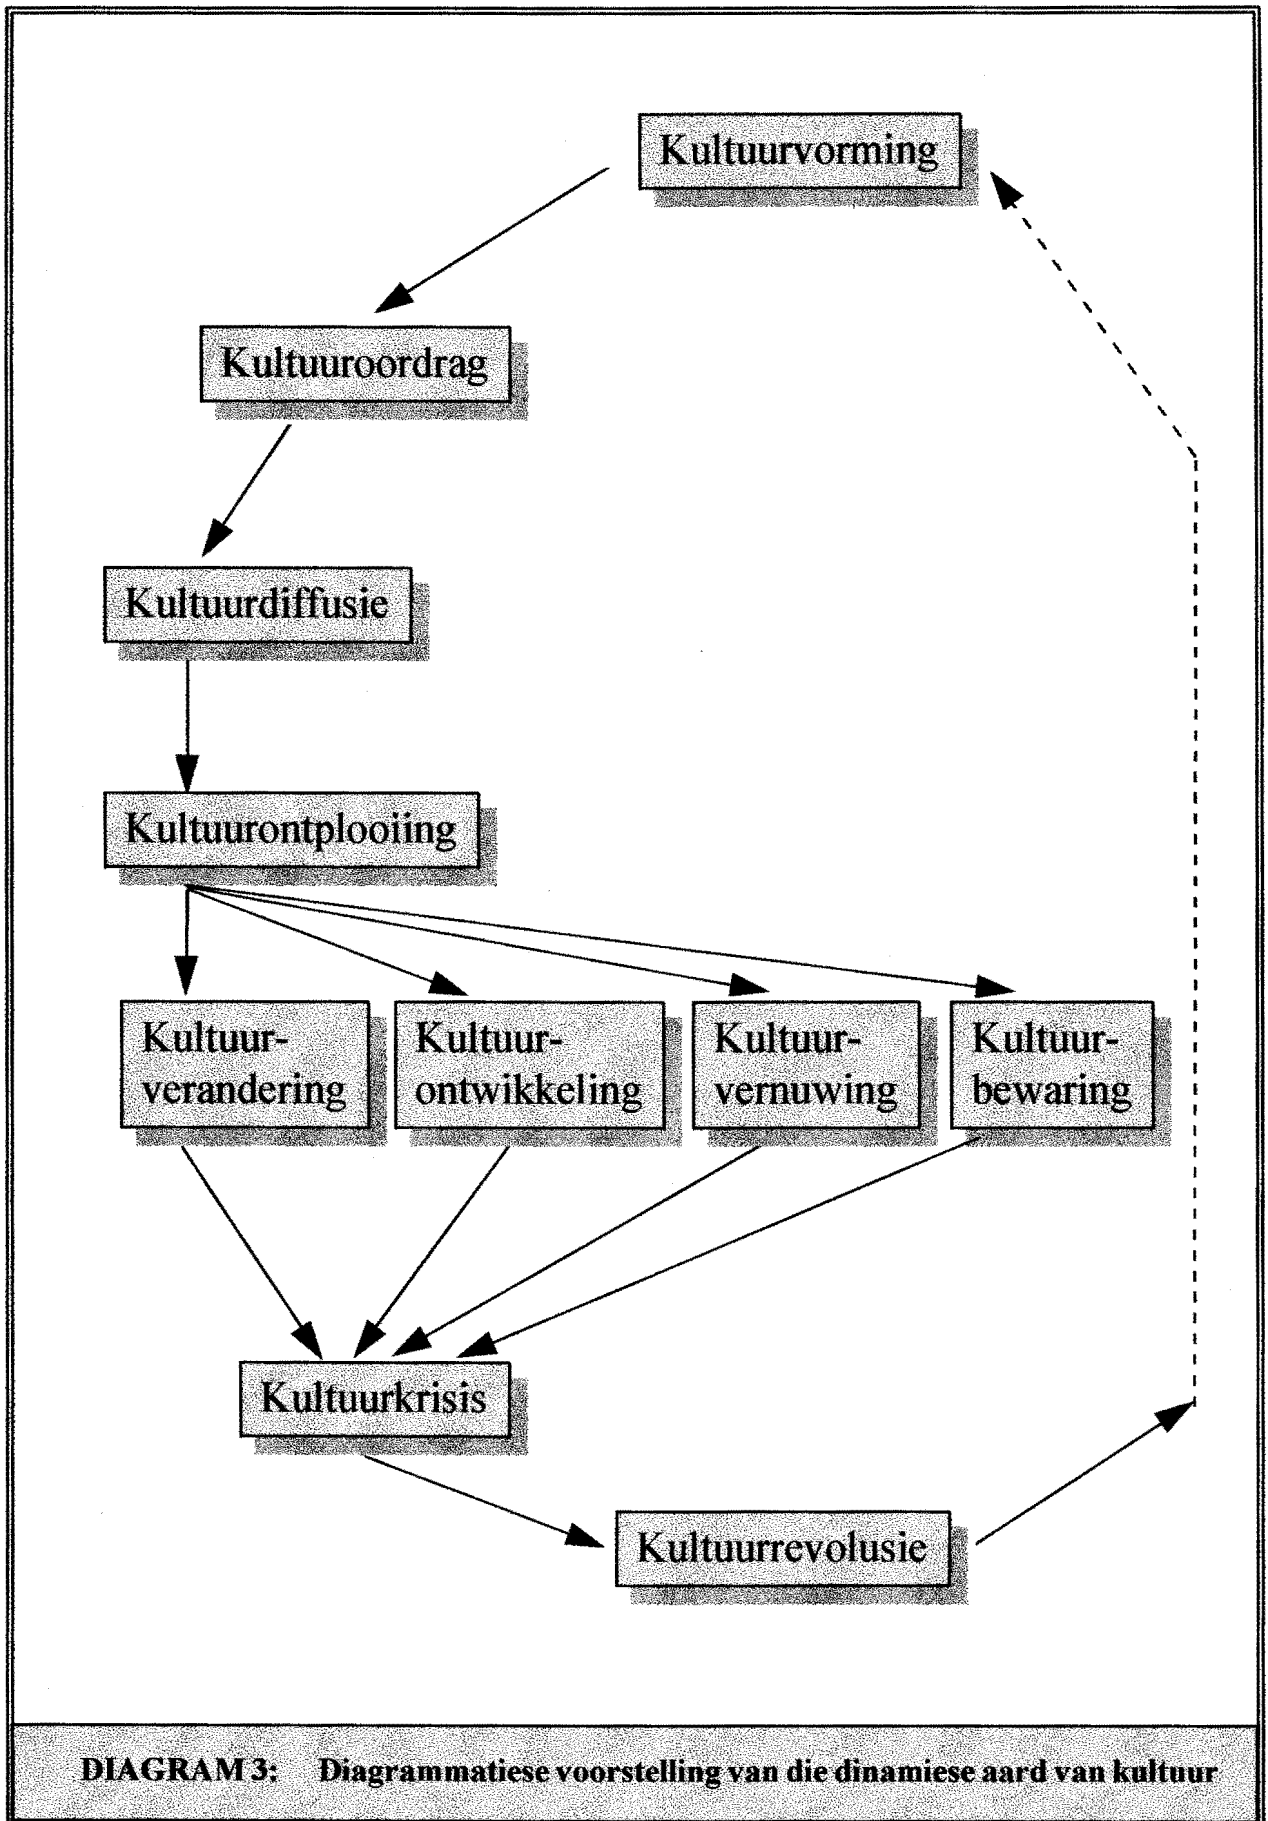 Kultuurvorming
Kultuuroordrag
Kultuurdiffusie
Kultuurontplooiing
Kultuur-
verandering
Kultuur-
ontwikkeling
Kultuur-
vernuwing
Kultuur-
bewaring
Kultuurkrisis
Kultuurrevolusie
DIAGRAM 3: Diagrammatiese voorstelling van die dinamiese aard van kultuur